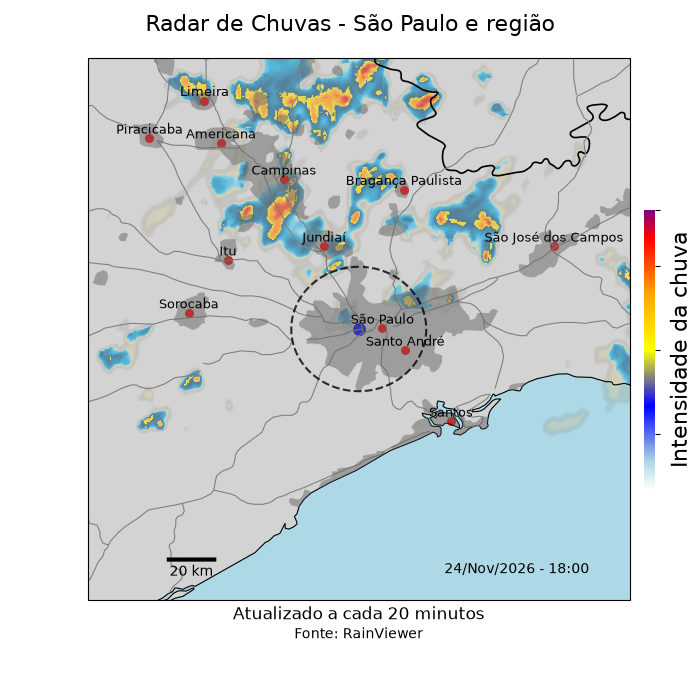 Radar de Chuvas - São Paulo e região
Limeira
Piracicaba
Americana
Campinas
Bragança Paulista
Jundiaí
São José dos Campos
Itu
Sorocaba
São Paulo
Santo André
Santos
20 km
24/Nov/2026 - 18:00
Intensidade da chuva
Atualizado a cada 20 minutos
Fonte: RainViewer